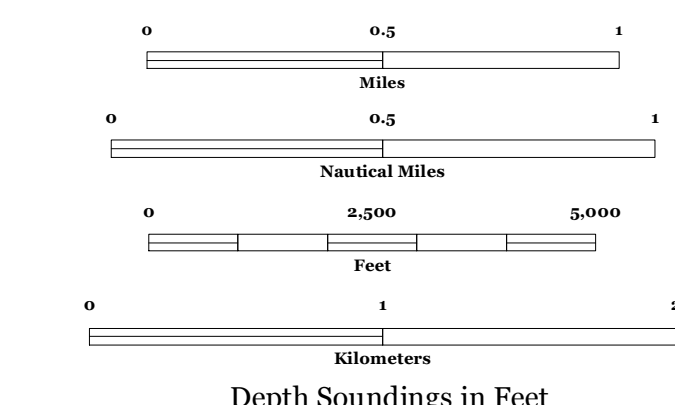 0 0.5 1
Miles
0 0.5 1
Nautical Miles
0 2,500 5,000
Feet
0 1 2
Kilometers
Depth Soundings in Feet